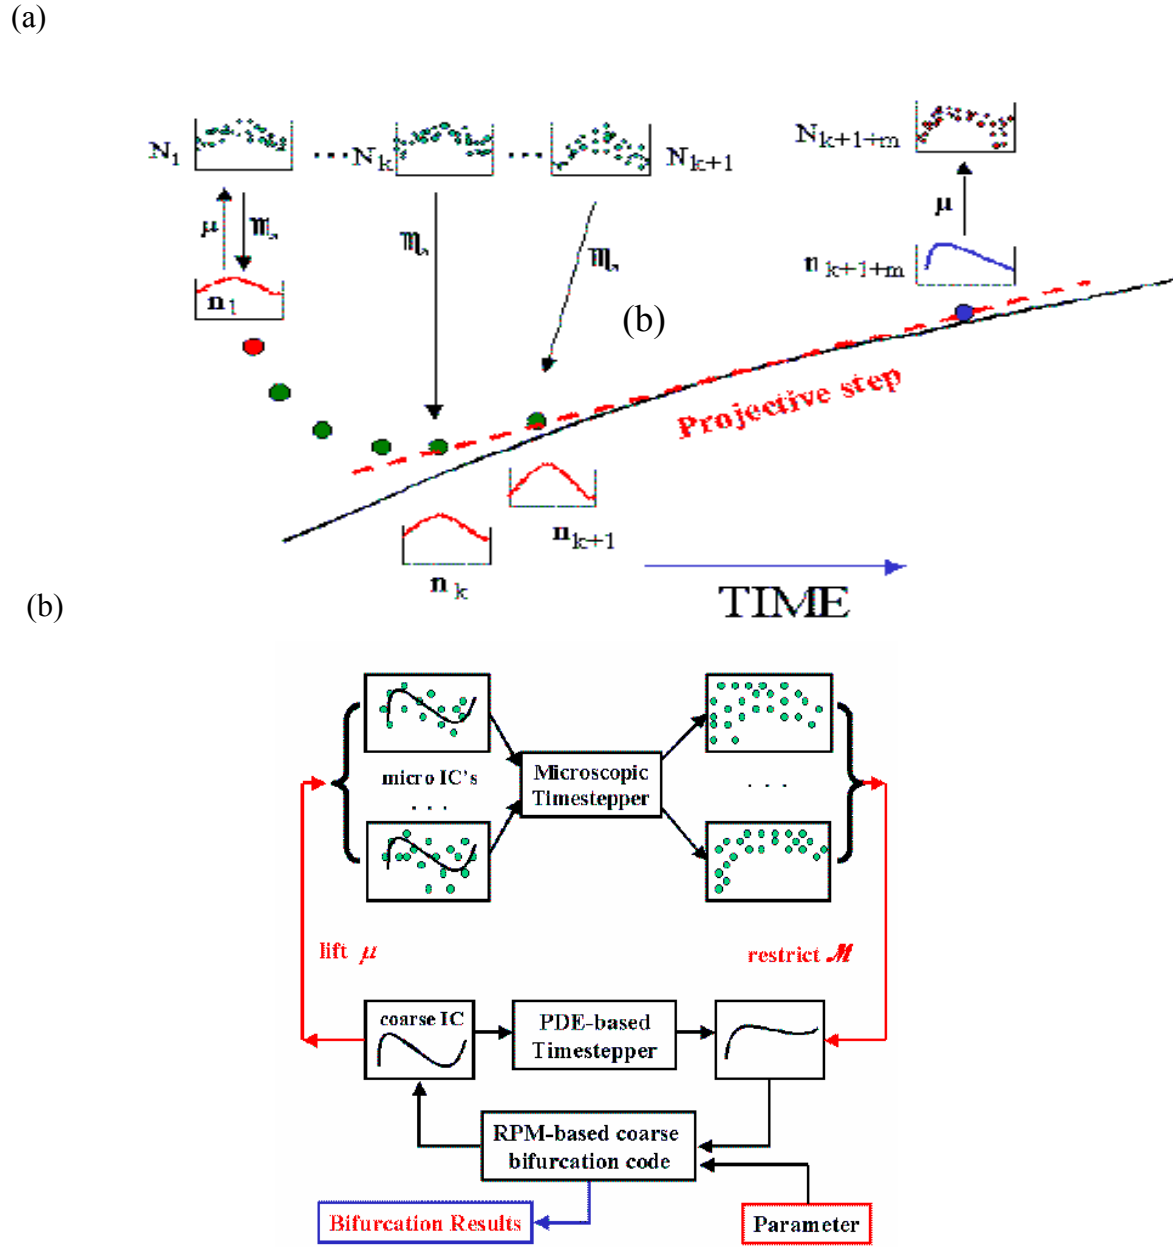 (a)
N1 ... Nk ... Nk+1 Nk+1+m
μ ℳ ℳ ℳ μ
n1 nk+1+m
(b)
Projective step
nk+1
nk
TIME
(b)
micro IC's
. . .
Microscopic
Timestepper
. . .
lift μ
restrict ℳ
coarse IC
PDE-based
Timestepper
RPM-based coarse
bifurcation code
Bifurcation Results
Parameter